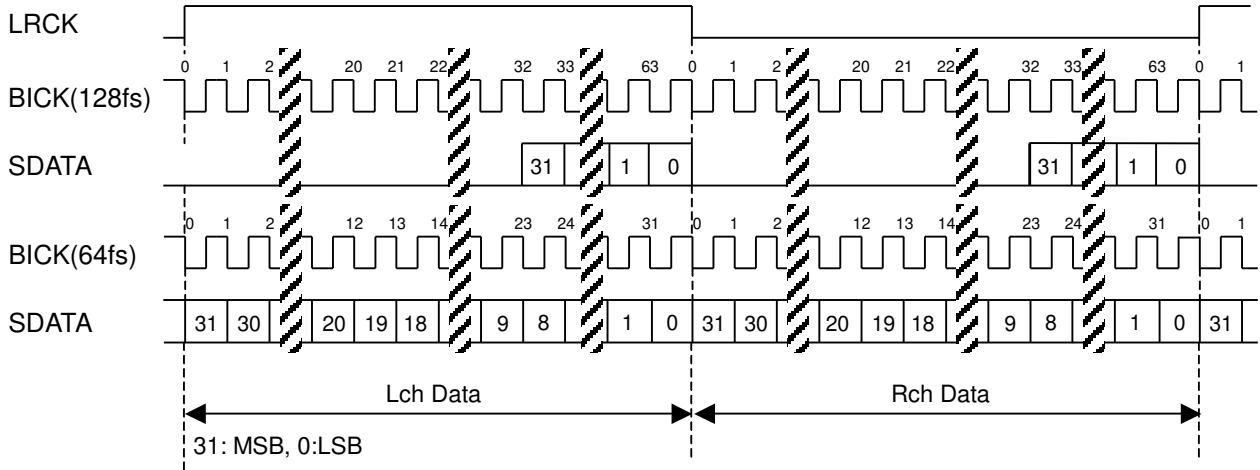 LRCK
0 1 2 20 21 22 32 33 63 0 1 2 20 21 22 32 33 63 0 1
BICK(128fs)
SDATA 31 1 0 31 1 0
0 1 2 12 13 14 23 24 31 0 1 2 12 13 14 23 24 31 0 1
BICK(64fs)
SDATA 31 30 20 19 18 9 8 1 0 31 30 20 19 18 9 8 1 0 31
Lch Data Rch Data
31: MSB, 0:LSB